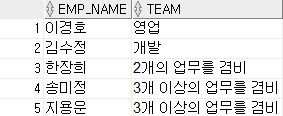 EMP_NAME TEAM
1 이경호 영업
2 김수정 개발
3 한장희 2개의 업무를 겸비
4 송미정 3개 이상의 업무를 겸비
5 지용운 3개 이상의 업무를 겸비